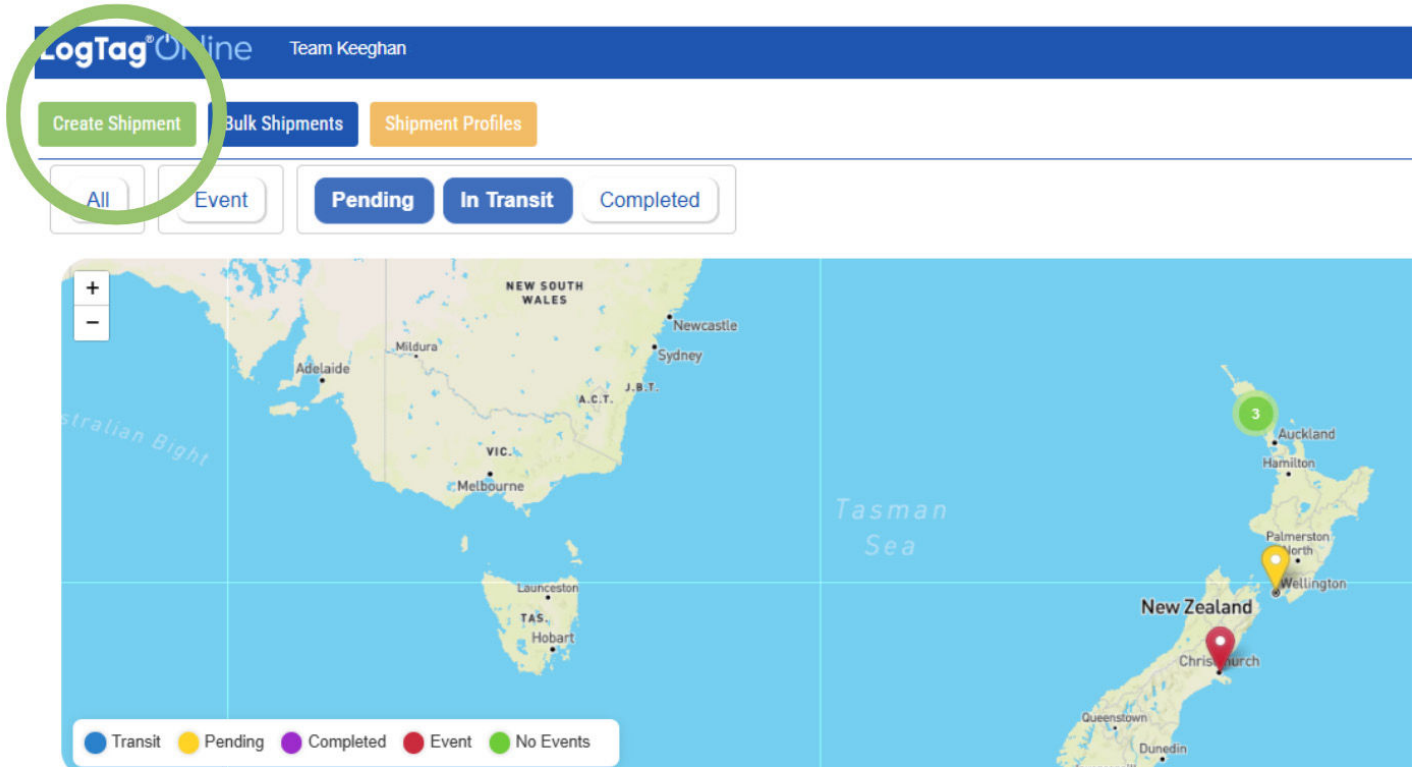 LogTag® Online Team Keeghan
Create Shipment Bulk Shipments Shipment Profiles
All Event Pending In Transit Completed
+
−
NEW SOUTH
WALES
Newcastle
Mildura
Sydney
Adelaide
J.B.T.
A.C.T.
3
stralian Bight
Auckland
VIC.
Hamilton
Melbourne
Tasman
Sea
Palmerston
North
Launceston
Wellington
TAS.
New Zealand
Hobart
Christchurch
Queenstown
Transit Pending Completed Event No Events
Dunedin